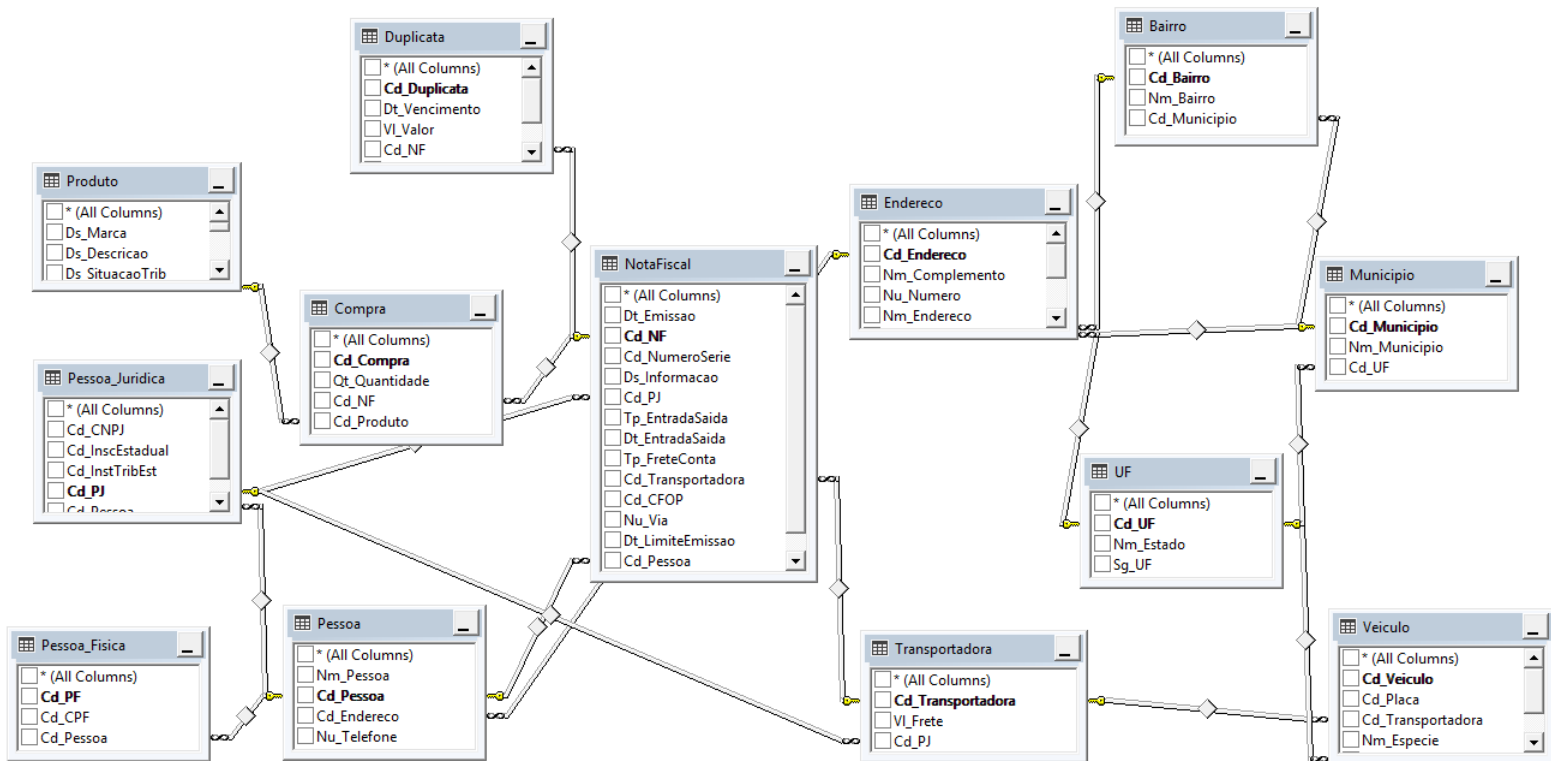 Duplicata
* (All Columns)
Cd_Duplicata
Dt_Vencimento
Vl_Valor
Cd_NF
Bairro
* (All Columns)
Cd_Bairro
Nm_Bairro
Cd_Municipio
Produto
* (All Columns)
Ds_Marca
Ds_Descricao
Ds_SituacaoTrib
Endereco
* (All Columns)
Cd_Endereco
Nm_Complemento
Nu_Numero
Nm_Endereco
NotaFiscal
* (All Columns)
Dt_Emissao
Cd_NF
Cd_NumeroSerie
Ds_Informacao
Cd_PJ
Tp_EntradaSaida
Dt_EntradaSaida
Tp_FreteConta
Cd_Transportadora
Cd_CFOP
Nu_Via
Dt_LimiteEmissao
Cd_Pessoa
Municipio
* (All Columns)
Cd_Municipio
Nm_Municipio
Cd_UF
Compra
* (All Columns)
Cd_Compra
Qt_Quantidade
Cd_NF
Cd_Produto
Pessoa_Juridica
* (All Columns)
Cd_CNPJ
Cd_InscEstadual
Cd_InstTribEst
Cd_PJ
Cd_Pessoa
UF
* (All Columns)
Cd_UF
Nm_Estado
Sg_UF
Pessoa_Fisica
* (All Columns)
Cd_PF
Cd_CPF
Cd_Pessoa
Pessoa
* (All Columns)
Nm_Pessoa
Cd_Pessoa
Cd_Endereco
Nu_Telefone
Transportadora
* (All Columns)
Cd_Transportadora
Vl_Frete
Cd_PJ
Veiculo
* (All Columns)
Cd_Veiculo
Cd_Placa
Cd_Transportadora
Nm_Especie